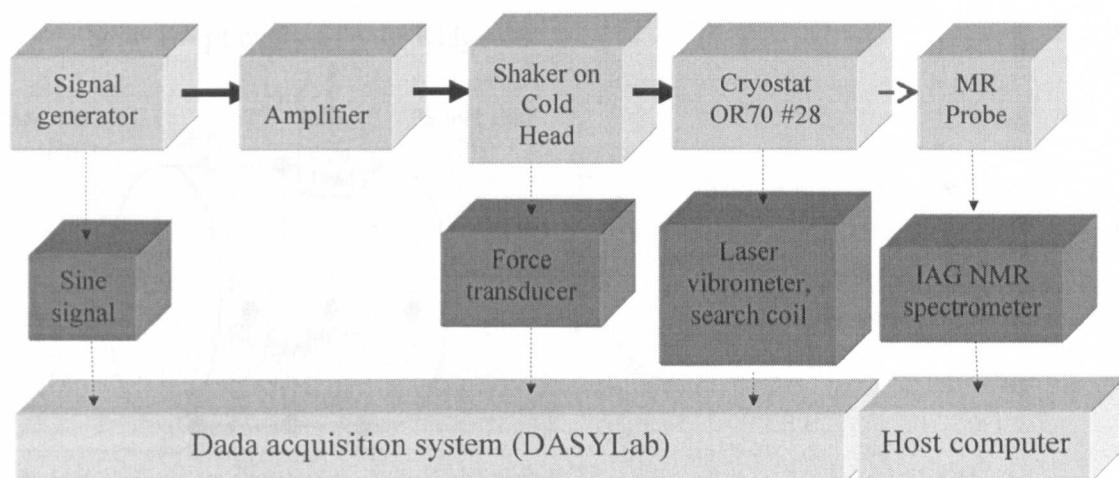 Signal
generator
Amplifier
Shaker on
Cold
Head
Cryostat
OR70 #28
MR
Probe
Sine
signal
Force
transducer
Laser
vibrometer,
search coil
IAG NMR
spectrometer
Dada acquisition system (DASYLab)
Host computer